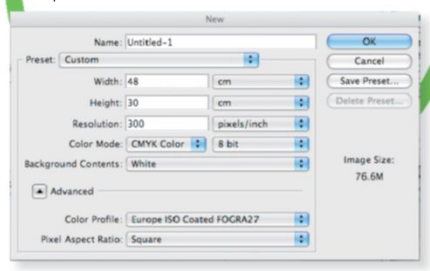 New
Name: Untitled-1
OK
Preset: Custom
Cancel
Width: 48 cm
Save Preset...
Height: 30 cm
Delete Preset...
Resolution: 300 pixels/inch
Color Mode: CMYK Color 8 bit
Background Contents: White
Image Size:
76.6M
Advanced
Color Profile: Europe ISO Coated FOGRA27
Pixel Aspect Ratio: Square